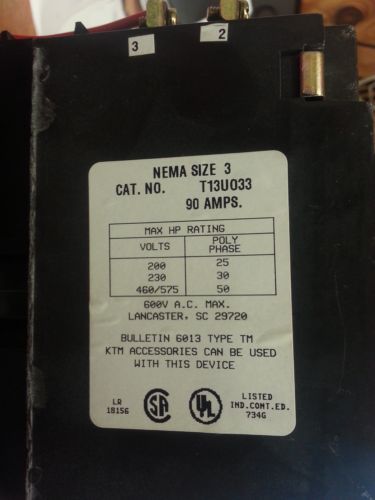 3 2
NEMA SIZE 3
CAT. NO. T13U033
90 AMPS.
MAX HP RATING
VOLTS POLY PHASE
200 25
230 30
460/575 50
600V A.C. MAX.
LANCASTER, SC 29720
BULLETIN 6013 TYPE TM
KTM ACCESSORIES CAN BE USED
WITH THIS DEVICE
LR 18156
SA
UL
LISTED
IND.CONT.ED.
734G